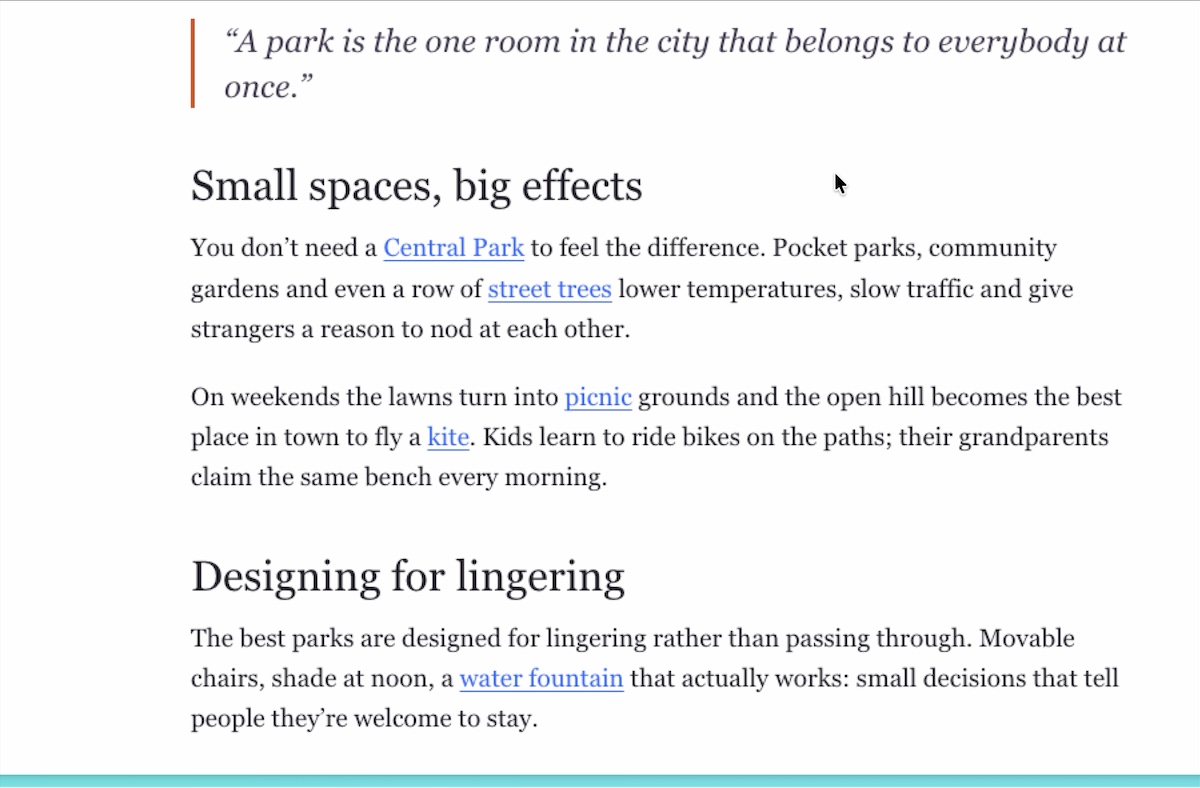 “A park is the one room in the city that belongs to everybody at
once.”
Small spaces, big effects
You don’t need a Central Park to feel the difference. Pocket parks, community
gardens and even a row of street trees lower temperatures, slow traffic and give
strangers a reason to nod at each other.
On weekends the lawns turn into picnic grounds and the open hill becomes the best
place in town to fly a kite. Kids learn to ride bikes on the paths; their grandparents
claim the same bench every morning.
Designing for lingering
The best parks are designed for lingering rather than passing through. Movable
chairs, shade at noon, a water fountain that actually works: small decisions that tell
people they’re welcome to stay.